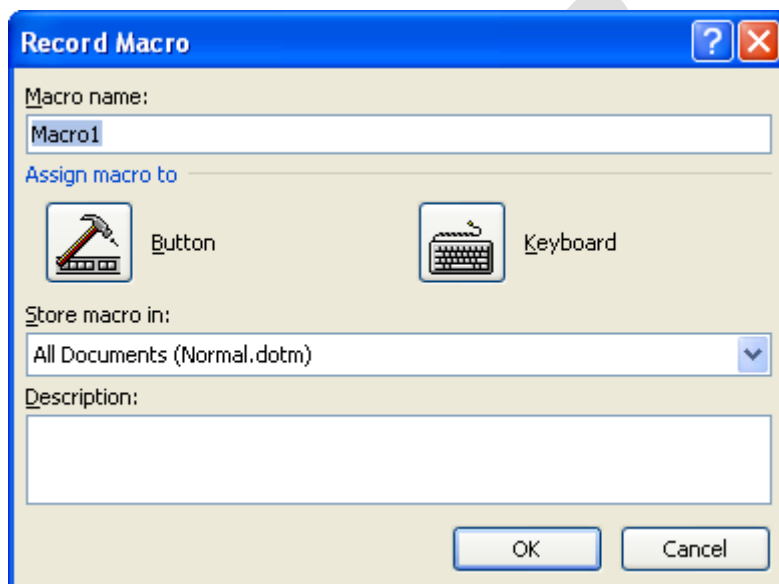 Record Macro
Macro name:
Macro1
Assign macro to
Button
Keyboard
Store macro in:
All Documents (Normal.dotm)
Description:
OK
Cancel